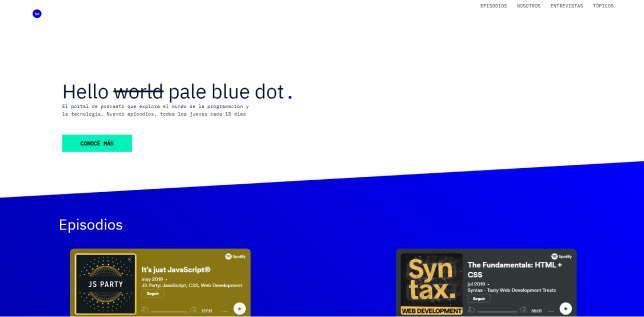 EPISODIOS NOSOTROS ENTREVISTAS TÓPICOS
Hello world pale blue dot.
El portal de podcasts que explora el mundo de la programación y
la tecnología. Nuevos episodios, todos los jueves cada 15 días
CONOCÉ MÁS
Episodios
Spotify
JS PARTY
It's just JavaScript®
may 2019 •
JS Party: JavaScript, CSS, Web Development
Seguir
Spotify
Syn
tax.
WEB DEVELOPMENT
The Fundamentals: HTML +
CSS
jul 2019 •
Syntax - Tasty Web Development Treats
Seguir